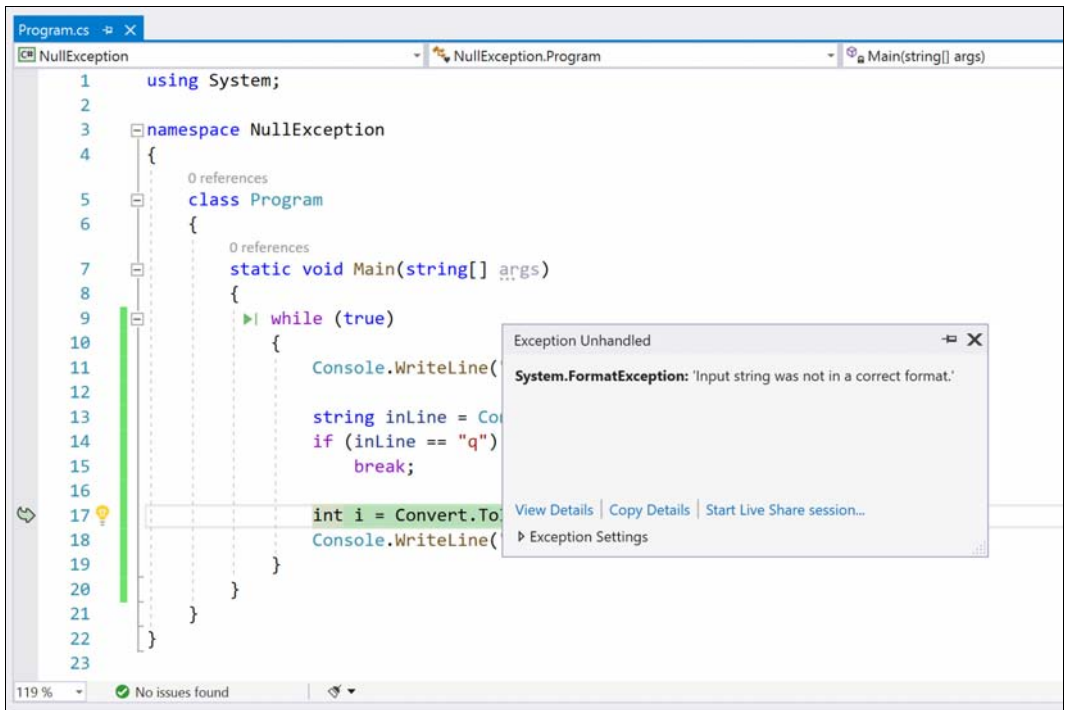 Program.cs
C# NullException NullException.Program Main(string[] args)
1 using System;
2
3 namespace NullException
4 {
0 references
5 class Program
6 {
0 references
7 static void Main(string[] args)
8 {
9 while (true)
10 {
11 Console.WriteLine(
12
13 string inLine = Co
14 if (inLine == "q")
15 break;
16
17 int i = Convert.To
18 Console.WriteLine(
19 }
20 }
21 }
22 }
23
Exception Unhandled
System.FormatException: 'Input string was not in a correct format.'
View Details | Copy Details | Start Live Share session...
Exception Settings
119 % No issues found